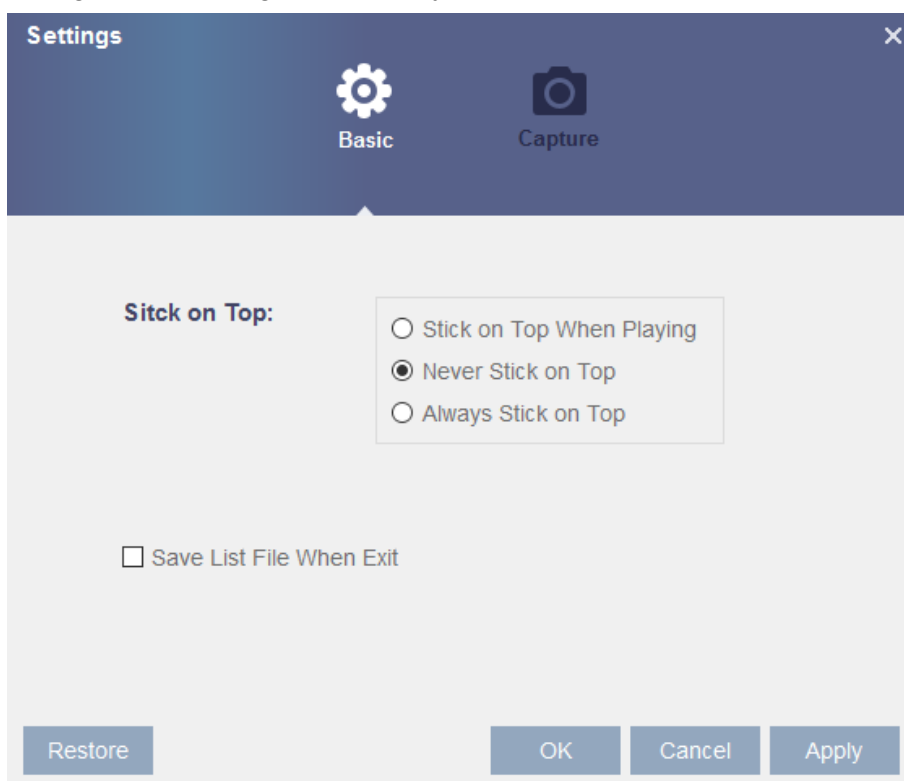 Settings
Basic
Capture
Sitck on Top:
Stick on Top When Playing
Never Stick on Top
Always Stick on Top
Save List File When Exit
Restore
OK
Cancel
Apply